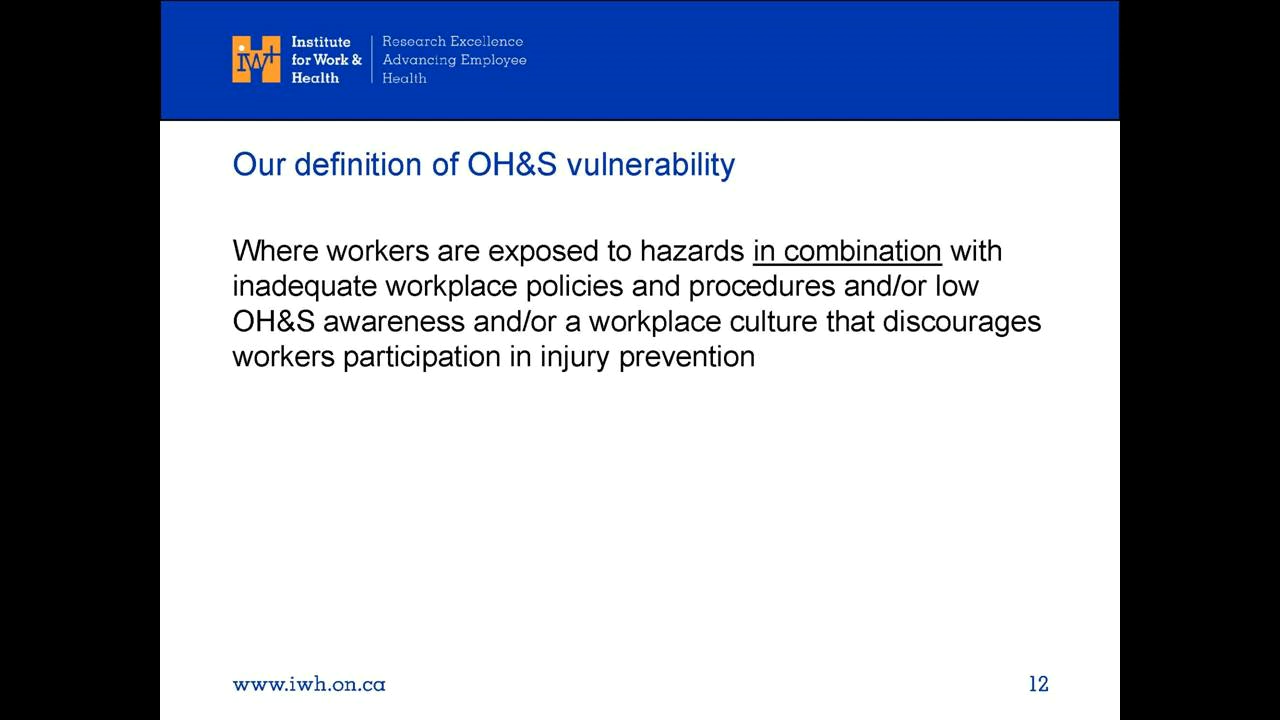 iwh
Institute
for Work &
Health
Research Excellence
Advancing Employee
Health
Our definition of OH&S vulnerability
Where workers are exposed to hazards in combination with
inadequate workplace policies and procedures and/or low
OH&S awareness and/or a workplace culture that discourages
workers participation in injury prevention
www.iwh.on.ca
12